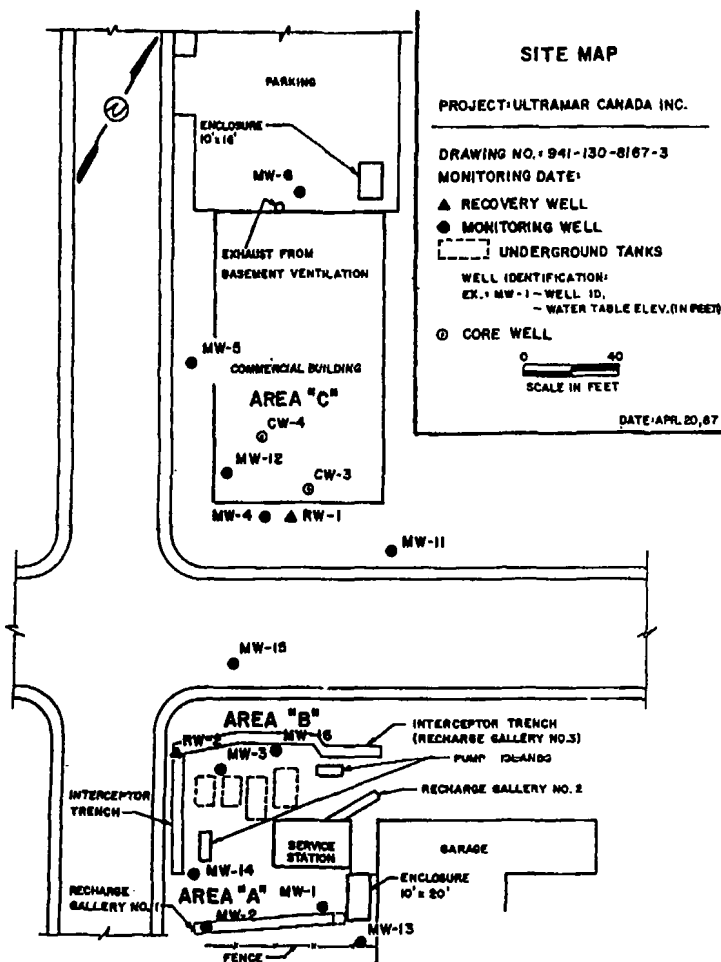 SITE MAP
PROJECT: ULTRAMAR CANADA INC.
DRAWING NO.: 941-130-8167-3
MONITORING DATE:
RECOVERY WELL
MONITORING WELL
UNDERGROUND TANKS
WELL IDENTIFICATION:
EX.: MW-1 - WELL ID,
- WATER TABLE ELEV. (IN FEET)
CORE WELL
0 40
SCALE IN FEET
DATE: APR. 20, 87
N
PARKING
ENCLOSURE
10' x 16'
MW-6
EXHAUST FROM
BASEMENT VENTILATION
MW-5
COMMERCIAL BUILDING
AREA "C"
CW-4
MW-12
CW-3
MW-4
RW-1
MW-11
MW-15
AREA "B"
INTERCEPTOR TRENCH
(RECHARGE GALLERY NO.3)
RW-2
MW-16
MW-3
PUMP ISLANDS
INTERCEPTOR
TRENCH
RECHARGE GALLERY NO. 2
SERVICE
STATION
GARAGE
MW-14
ENCLOSURE
10' x 20'
RECHARGE
GALLERY NO. 1
AREA "A"
MW-1
MW-2
MW-13
FENCE